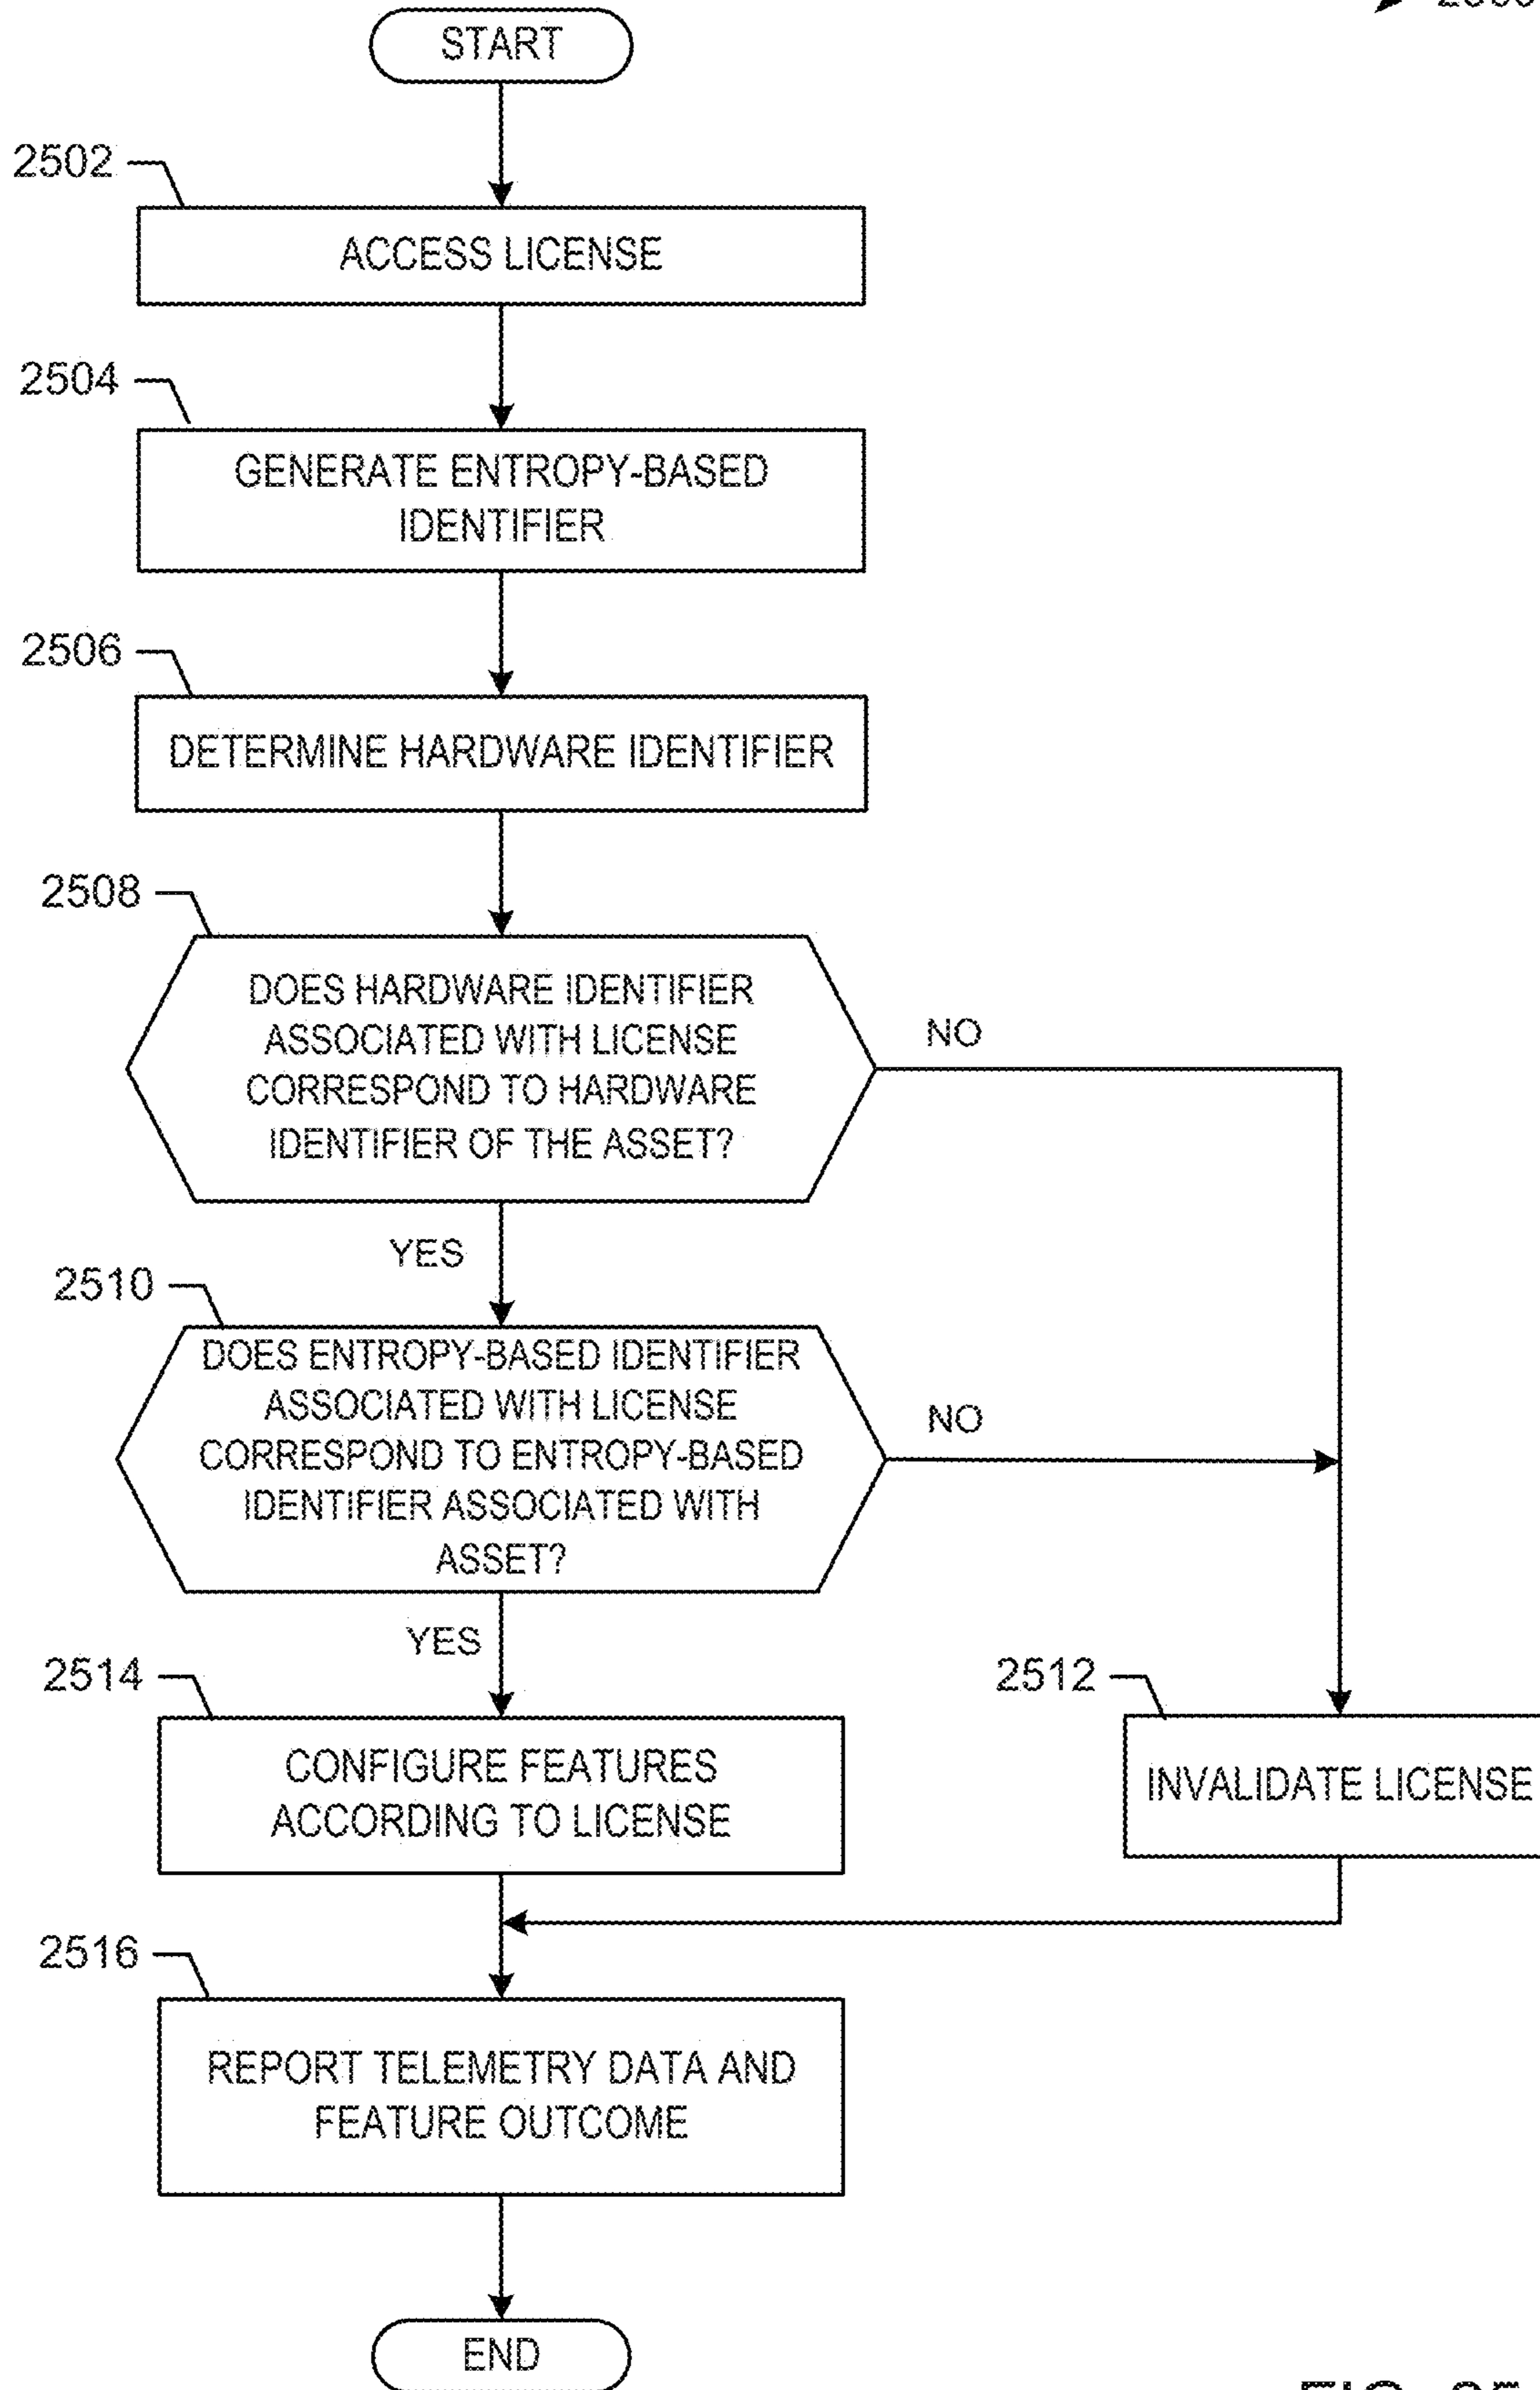 START
2502
ACCESS LICENSE
2504
GENERATE ENTROPY-BASED
IDENTIFIER
2506
DETERMINE HARDWARE IDENTIFIER
2508
DOES HARDWARE IDENTIFIER
ASSOCIATED WITH LICENSE
CORRESPOND TO HARDWARE
IDENTIFIER OF THE ASSET?
NO
YES
2510
DOES ENTROPY-BASED IDENTIFIER
ASSOCIATED WITH LICENSE
CORRESPOND TO ENTROPY-BASED
IDENTIFIER ASSOCIATED WITH
ASSET?
NO
YES
2514
CONFIGURE FEATURES
ACCORDING TO LICENSE
2512
INVALIDATE LICENSE
2516
REPORT TELEMETRY DATA AND
FEATURE OUTCOME
END